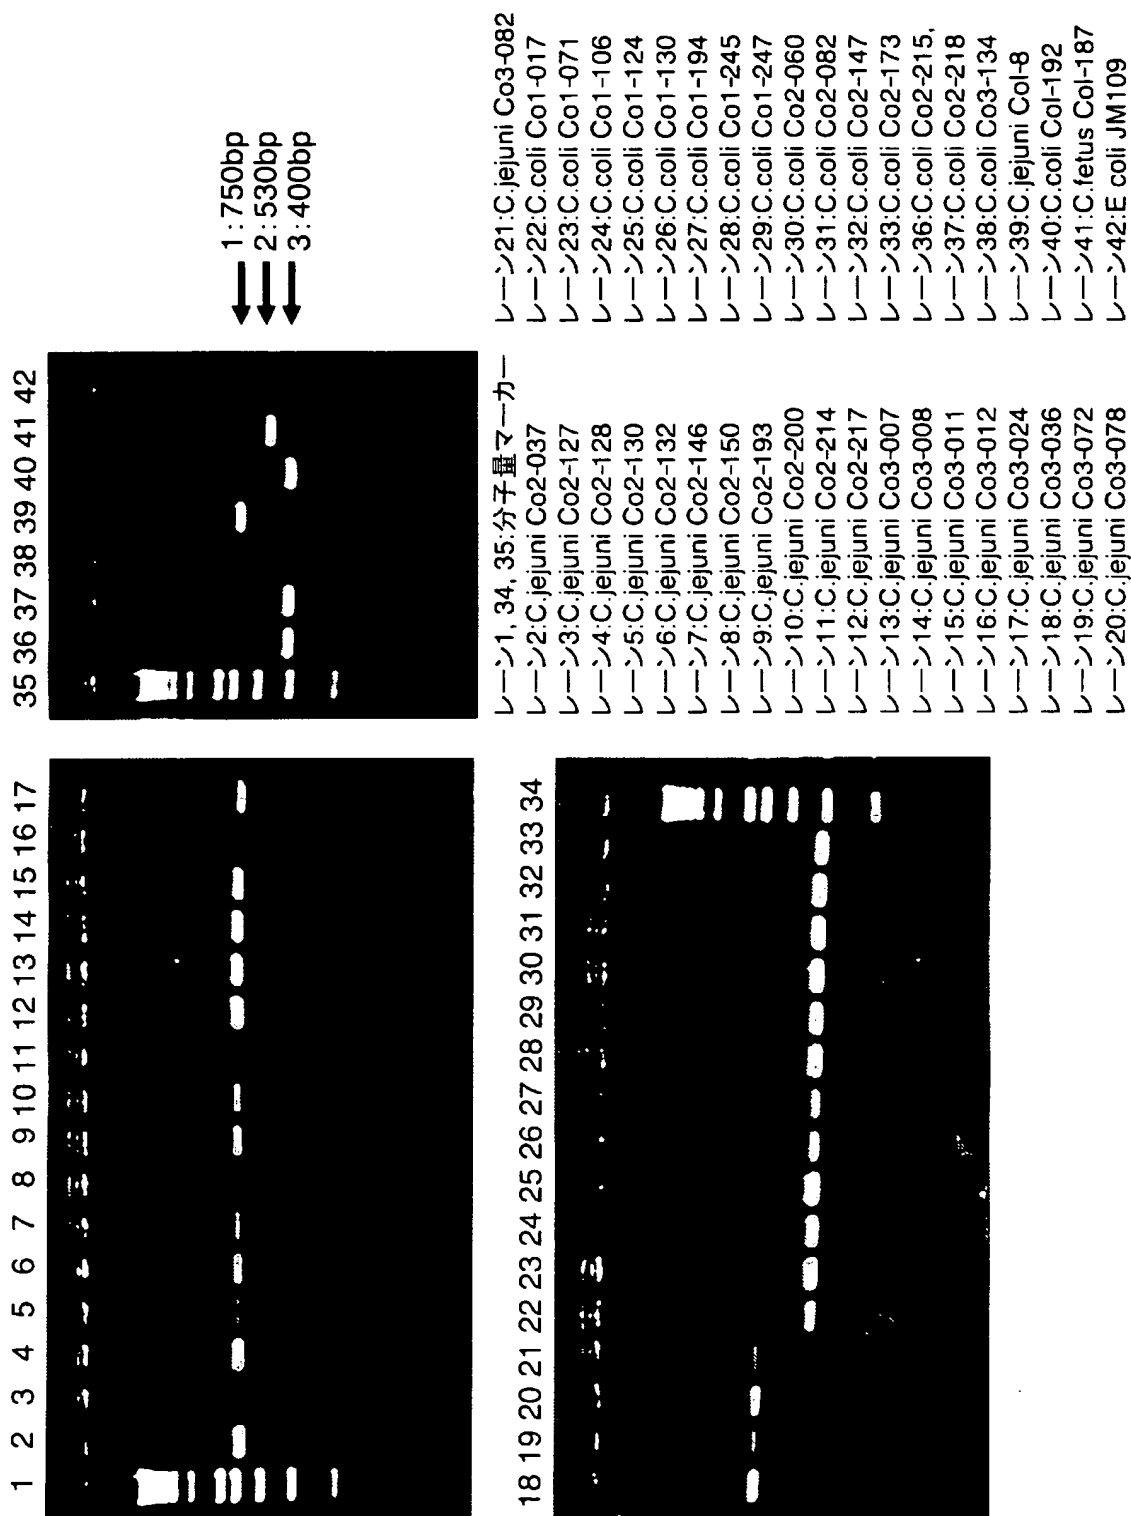 1 2 3 4 5 6 7 8 9 10 11 12 13 14 15 16 17
35 36 37 38 39 40 41 42
1:750bp
2:530bp
3:400bp
18 19 20 21 22 23 24 25 26 27 28 29 30 31 32 33 34
レーン1, 34, 35:分子量マーカー
レーン2:C.jejuni Co2-037
レーン3:C.jejuni Co2-127
レーン4:C.jejuni Co2-128
レーン5:C.jejuni Co2-130
レーン6:C.jejuni Co2-132
レーン7:C.jejuni Co2-146
レーン8:C.jejuni Co2-150
レーン9:C.jejuni Co2-193
レーン10:C.jejuni Co2-200
レーン11:C.jejuni Co2-214
レーン12:C.jejuni Co2-217
レーン13:C.jejuni Co3-007
レーン14:C.jejuni Co3-008
レーン15:C.jejuni Co3-011
レーン16:C.jejuni Co3-012
レーン17:C.jejuni Co3-024
レーン18:C.jejuni Co3-036
レーン19:C.jejuni Co3-072
レーン20:C.jejuni Co3-078
レーン21:C.jejuni Co3-082
レーン22:C.coli Co1-017
レーン23:C.coli Co1-071
レーン24:C.coli Co1-106
レーン25:C.coli Co1-124
レーン26:C.coli Co1-130
レーン27:C.coli Co1-194
レーン28:C.coli Co1-245
レーン29:C.coli Co1-247
レーン30:C.coli Co2-060
レーン31:C.coli Co2-082
レーン32:C.coli Co2-147
レーン33:C.coli Co2-173
レーン36:C.coli Co2-215,
レーン37:C.coli Co2-218
レーン38:C.coli Co3-134
レーン39:C.jejuni Col-8
レーン40:C.coli Col-192
レーン41:C.fetus Col-187
レーン42:E coli JM109